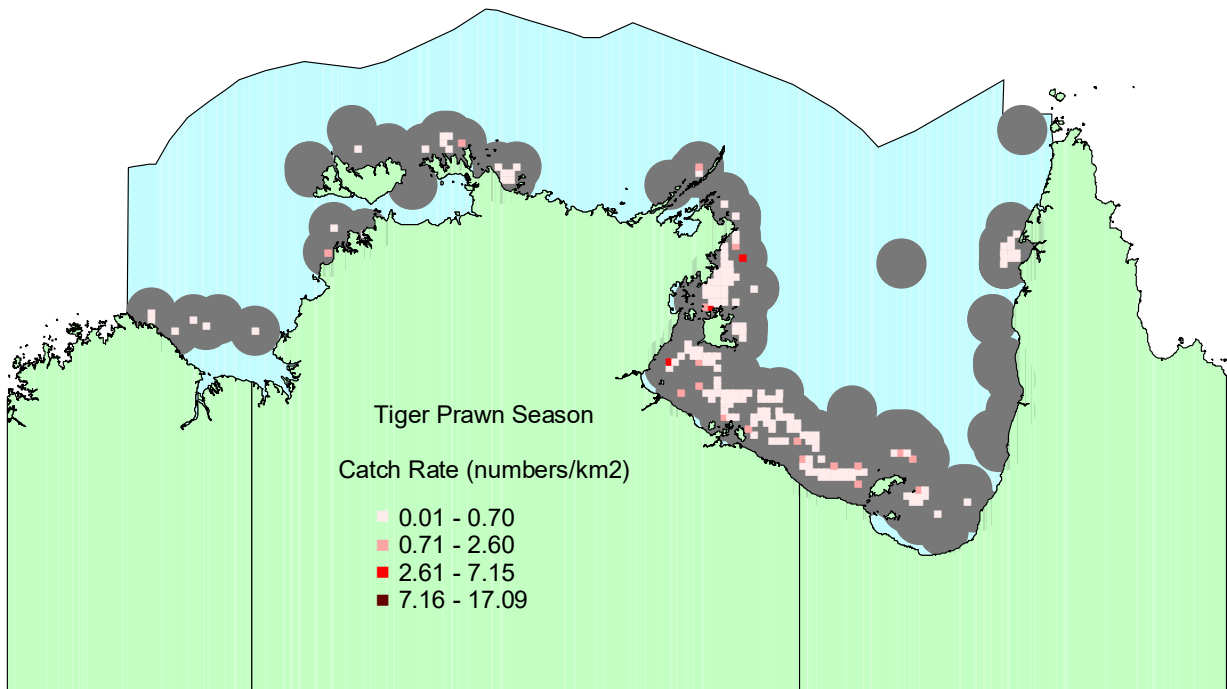 Tiger Prawn Season
Catch Rate (numbers/km2)
0.01 - 0.70
0.71 - 2.60
2.61 - 7.15
7.16 - 17.09